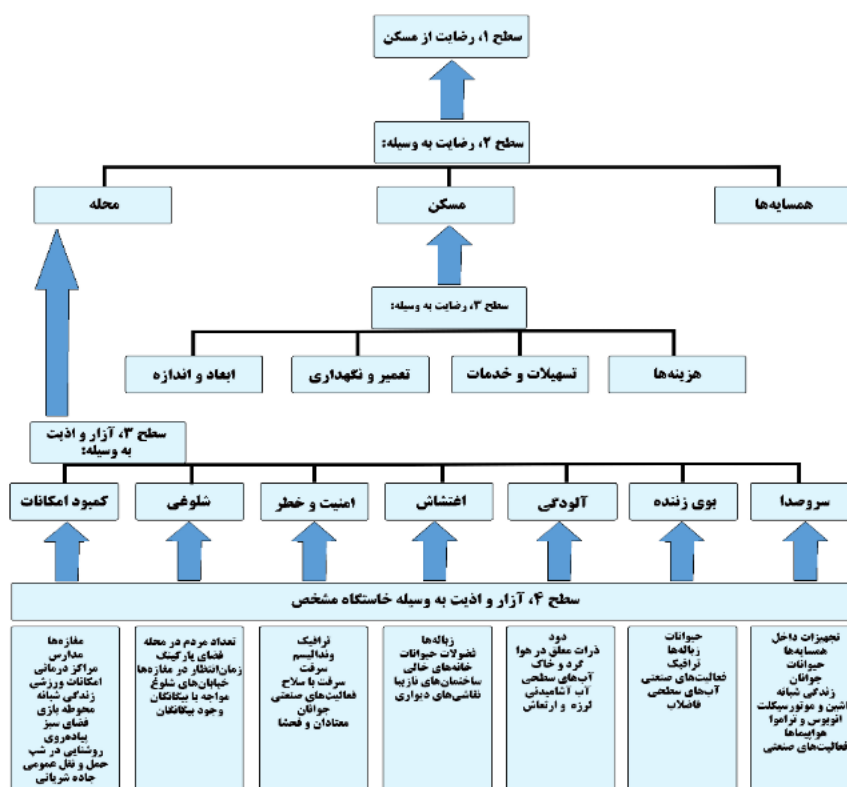 سطح ۱، رضایت از مسکن
سطح ۲، رضایت به وسیله:
همسایه‌ها
مسکن
محله
سطح ۳، رضایت به وسیله:
هزینه‌ها
تسهیلات و خدمات
تعمیر و نگهداری
ابعاد و اندازه
سطح ۳، آزار و اذیت
به وسیله:
سروصدا
بوی زننده
آلودگی
اغتشاش
امنیت و خطر
شلوغی
کمبود امکانات
سطح ۴، آزار و اذیت به وسیله خاستگاه مشخص
تجهیزات داخل
همسایه‌ها
حیوانات
جوانان
زندگی شبانه
ماشین و موتورسیکلت
اتوبوس و تراموا
هواپیماها
فعالیت‌های صنعتی
حیوانات
زباله‌ها
ترافیک
فعالیت‌های صنعتی
آب‌های سطحی
فاضلاب
دود
ذرات معلق در هوا
گرد و خاک
آب‌های سطحی
آب آشامیدنی
لرزه و ارتعاش
زباله‌ها
فضولات حیوانات
خانه‌های خالی
ساختمان‌های نازیبا
نقاشی‌های دیواری
ترافیک
وندالیسم
سرقت
سرقت با سلاح
فعالیت‌های صنعتی
جوانان
معتادان و فحشا
تعداد مردم در محله
فضای پارکینگ
زمان‌انتظار در مغازه‌ها
خیابان‌های شلوغ
مواجه با بیگانگان
وجود بیگانگان
مغازه‌ها
مدارس
مراکز درمانی
امکانات ورزشی
زندگی شبانه
محوطه بازی
فضای سبز
پیاده‌روی
روشنایی در شب
حمل و نقل عمومی
جاده شریانی